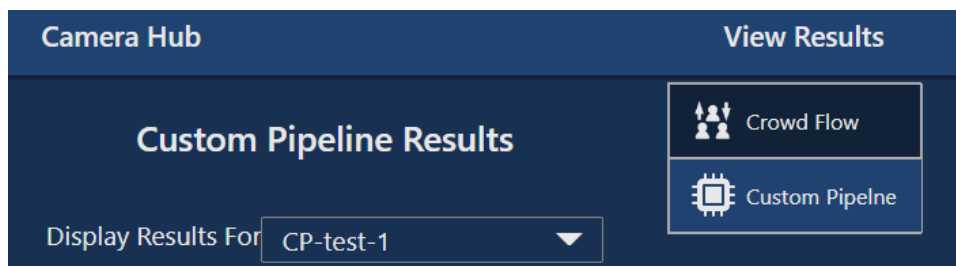 Camera Hub
View Results
Custom Pipeline Results
Crowd Flow
Custom Pipelne
Display Results For
CP-test-1